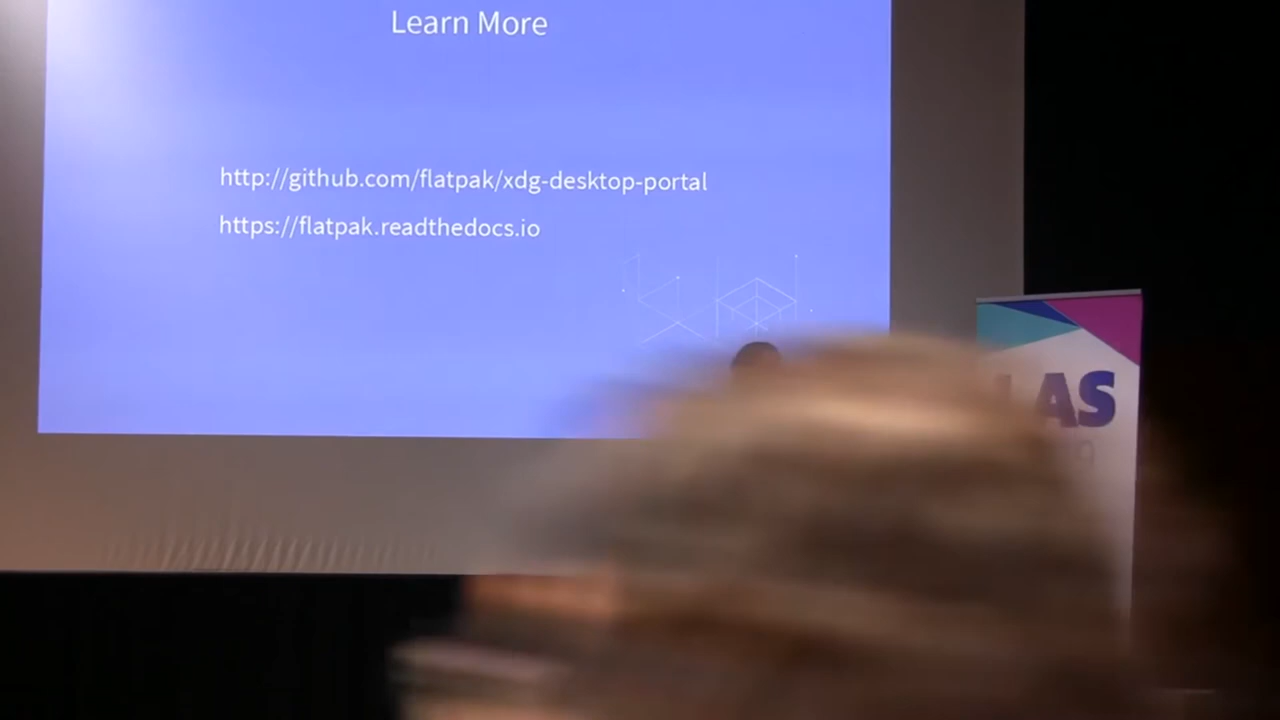 Learn More
http://github.com/flatpak/xdg-desktop-portal
https://flatpak.readthedocs.io
LAS